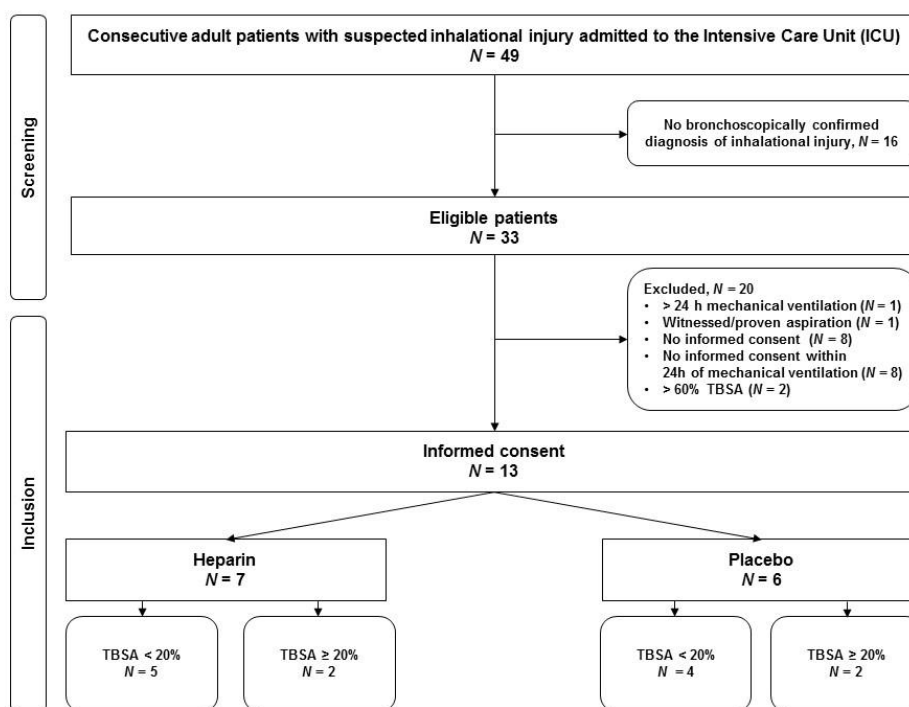 Screening
Consecutive adult patients with suspected inhalational injury admitted to the Intensive Care Unit (ICU)
N = 49
No bronchoscopically confirmed
diagnosis of inhalational injury, N = 16
Eligible patients
N = 33
Excluded, N = 20
• > 24 h mechanical ventilation (N = 1)
• Witnessed/proven aspiration (N = 1)
• No informed consent (N = 8)
• No informed consent within
24h of mechanical ventilation (N = 8)
• > 60% TBSA (N = 2)
Inclusion
Informed consent
N = 13
Heparin
N = 7
Placebo
N = 6
TBSA < 20%
N = 5
TBSA ≥ 20%
N = 2
TBSA < 20%
N = 4
TBSA ≥ 20%
N = 2